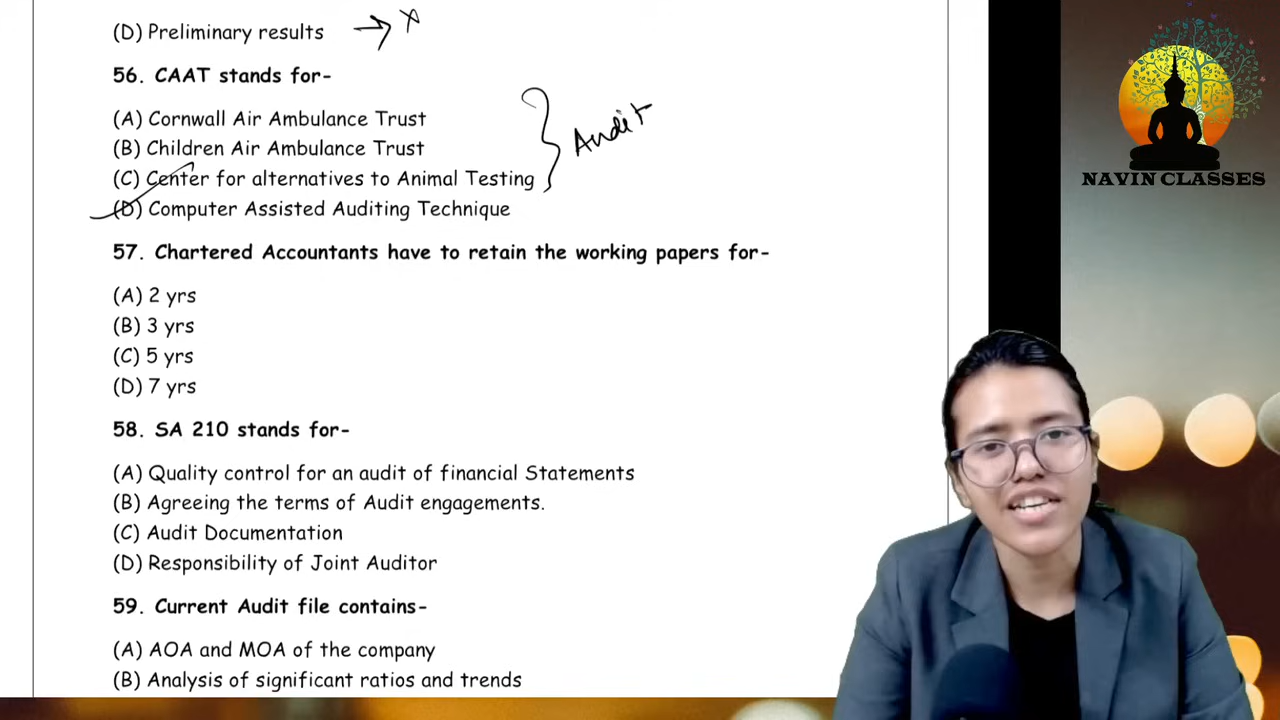 (D) Preliminary results → x
56. CAAT stands for-
(A) Cornwall Air Ambulance Trust
(B) Children Air Ambulance Trust
Audit
(C) Center for alternatives to Animal Testing
(D) Computer Assisted Auditing Technique
57. Chartered Accountants have to retain the working papers for-
(A) 2 yrs
(B) 3 yrs
(C) 5 yrs
(D) 7 yrs
58. SA 210 stands for-
(A) Quality control for an audit of financial Statements
(B) Agreeing the terms of Audit engagements.
(C) Audit Documentation
(D) Responsibility of Joint Auditor
59. Current Audit file contains-
(A) AOA and MOA of the company
(B) Analysis of significant ratios and trends
NAVIN CLASSES